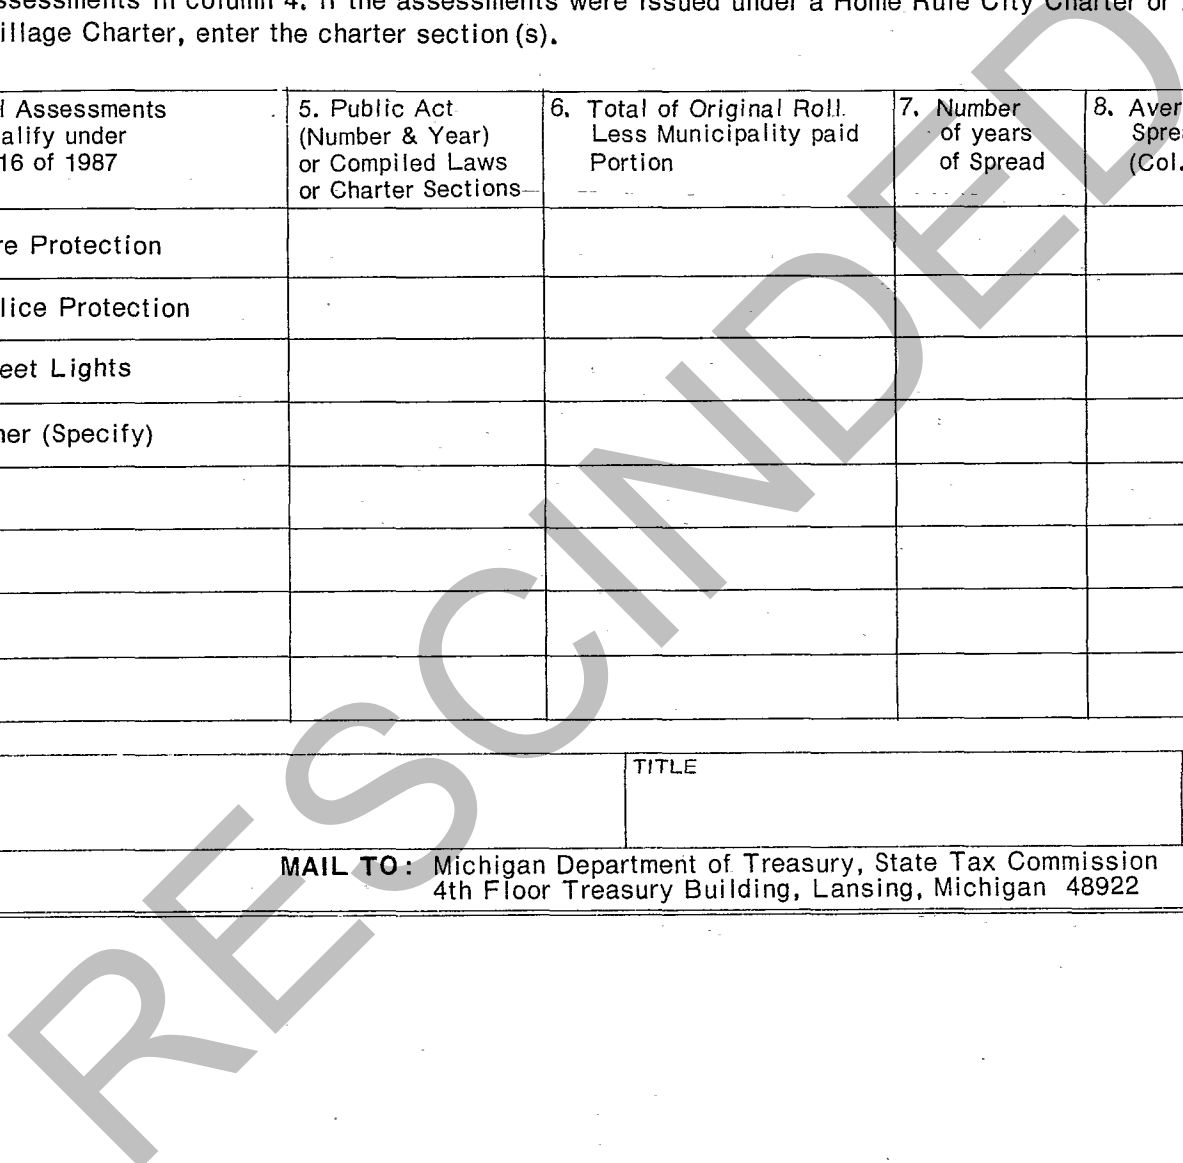 ssessments in column 4. If the assessments were issued under a Home Rule City Charter or
illage Charter, enter the charter section(s).
l Assessments
alify under
16 of 1987
5. Public Act
(Number & Year)
or Compiled Laws
or Charter Sections
6. Total of Original Roll
Less Municipality paid
Portion
7. Number
of years
of Spread
8. Aver
Sprea
(Col.
re Protection
lice Protection
eet Lights
her (Specify)
TITLE
MAIL TO: Michigan Department of Treasury, State Tax Commission
4th Floor Treasury Building, Lansing, Michigan 48922
RESCINDED